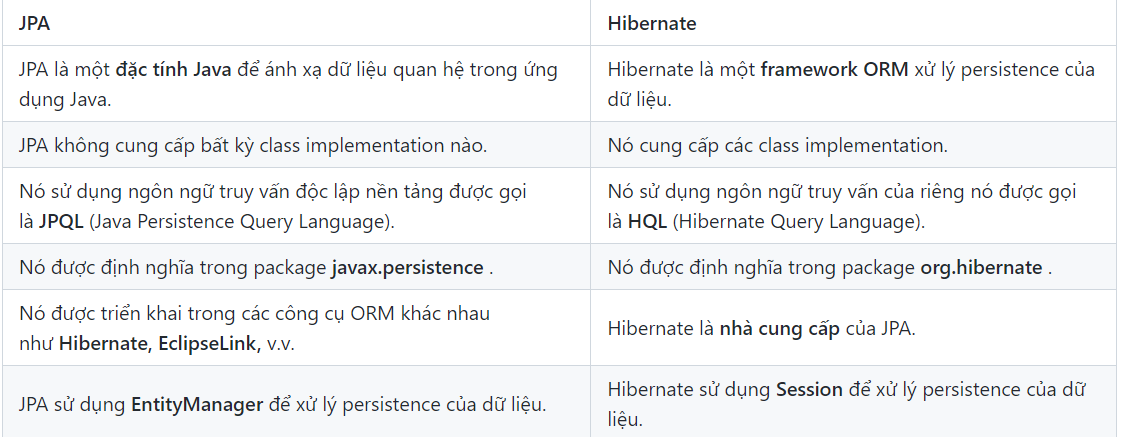 JPA
Hibernate
JPA là một đặc tính Java để ánh xạ dữ liệu quan hệ trong ứng
dụng Java.
Hibernate là một framework ORM xử lý persistence của
dữ liệu.
JPA không cung cấp bất kỳ class implementation nào.
Nó cung cấp các class implementation.
Nó sử dụng ngôn ngữ truy vấn độc lập nền tảng được gọi
là JPQL (Java Persistence Query Language).
Nó sử dụng ngôn ngữ truy vấn của riêng nó được gọi
là HQL (Hibernate Query Language).
Nó được định nghĩa trong package javax.persistence .
Nó được định nghĩa trong package org.hibernate .
Nó được triển khai trong các công cụ ORM khác nhau
như Hibernate, EclipseLink, v.v.
Hibernate là nhà cung cấp của JPA.
JPA sử dụng EntityManager để xử lý persistence của dữ liệu.
Hibernate sử dụng Session để xử lý persistence của dữ
liệu.